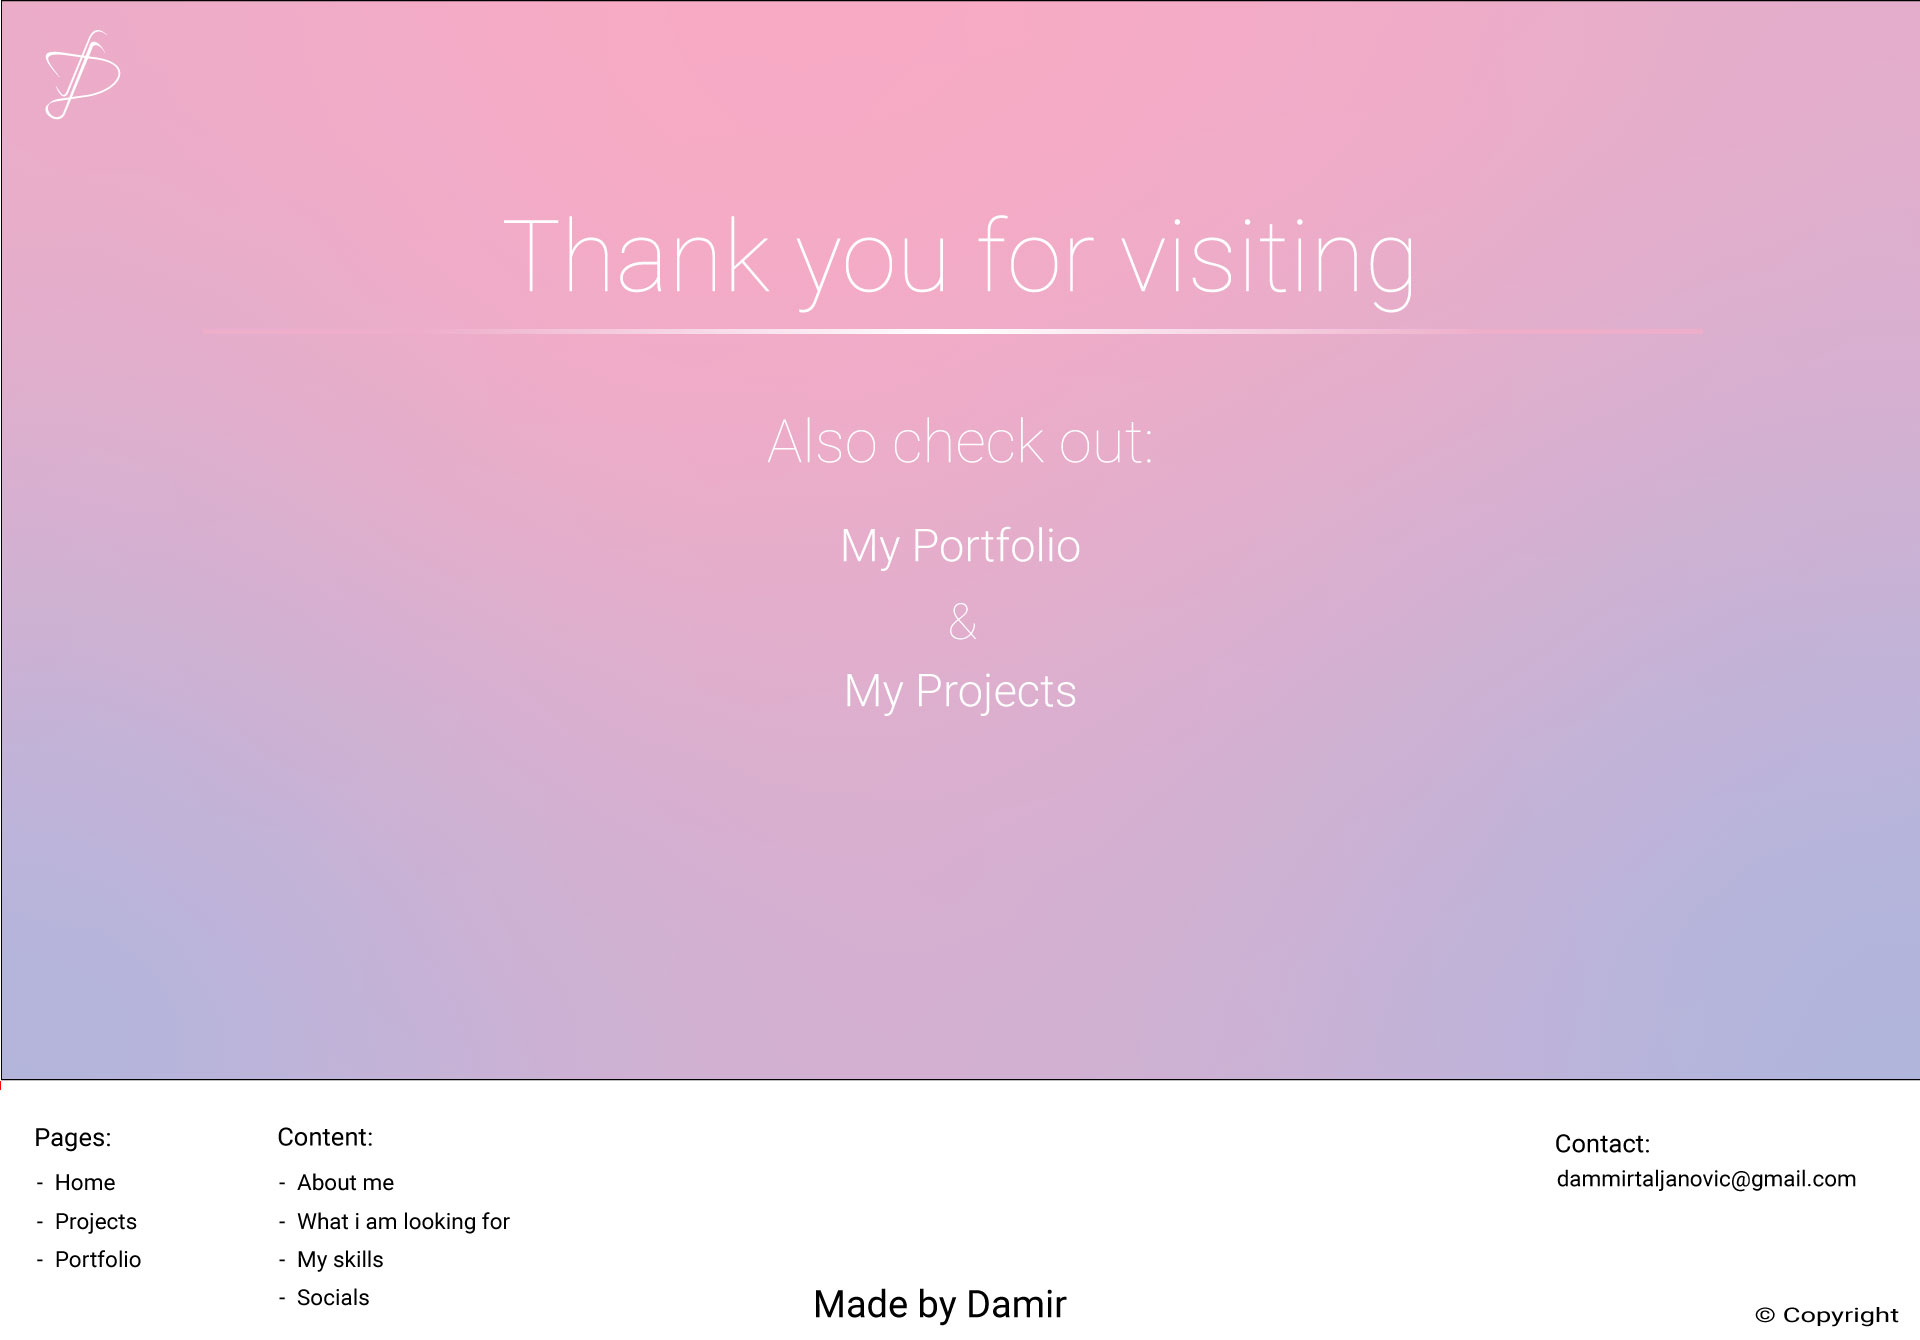 Thank you for visiting
Also check out:
My Portfolio
&
My Projects
Pages:
- Home
- Projects
- Portfolio
Content:
- About me
- What i am looking for
- My skills
- Socials
Made by Damir
Contact:
dammirtaljanovic@gmail.com
© Copyright